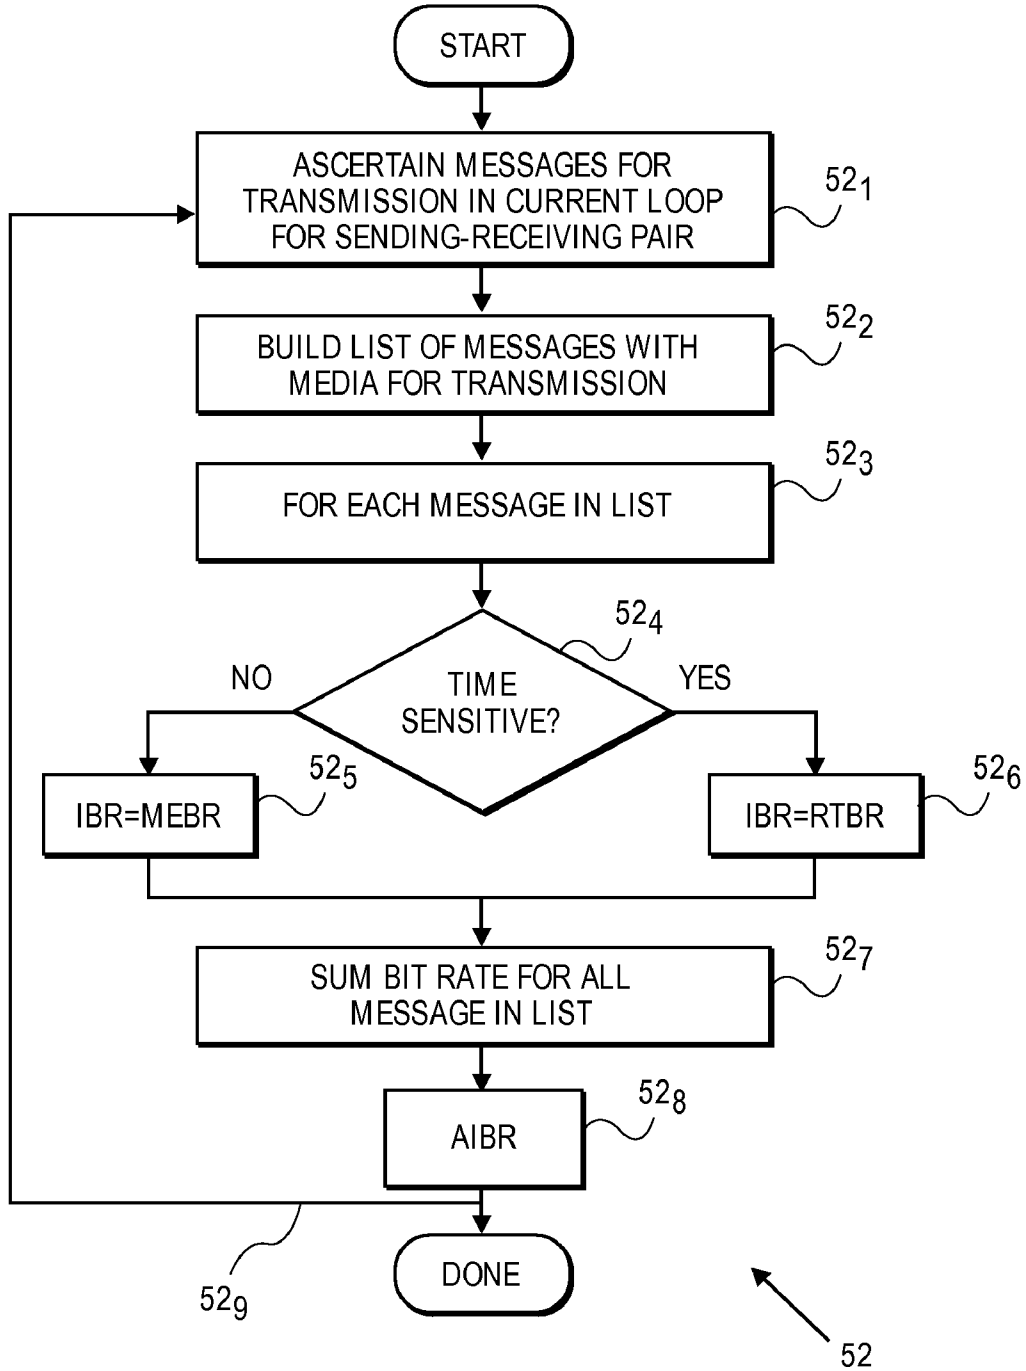 START
ASCERTAIN MESSAGES FOR
TRANSMISSION IN CURRENT LOOP
FOR SENDING-RECEIVING PAIR
52₁
BUILD LIST OF MESSAGES WITH
MEDIA FOR TRANSMISSION
52₂
FOR EACH MESSAGE IN LIST
52₃
TIME
SENSITIVE?
52₄
NO
YES
IBR=MEBR
52₅
IBR=RTBR
52₆
SUM BIT RATE FOR ALL
MESSAGE IN LIST
52₇
AIBR
52₈
DONE
52₉
52